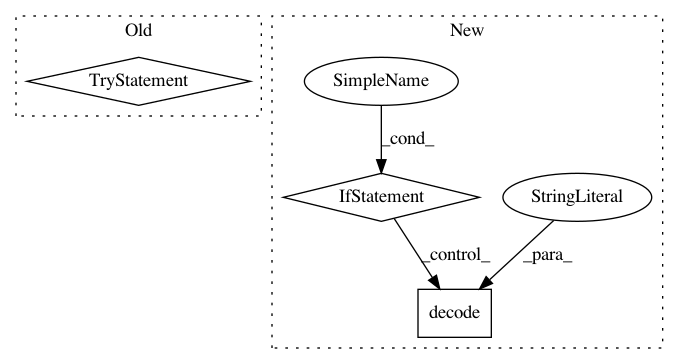 Old
New
TryStatement
SimpleName
_cond_
IfStatement
StringLiteral
_control_
_para_
decode